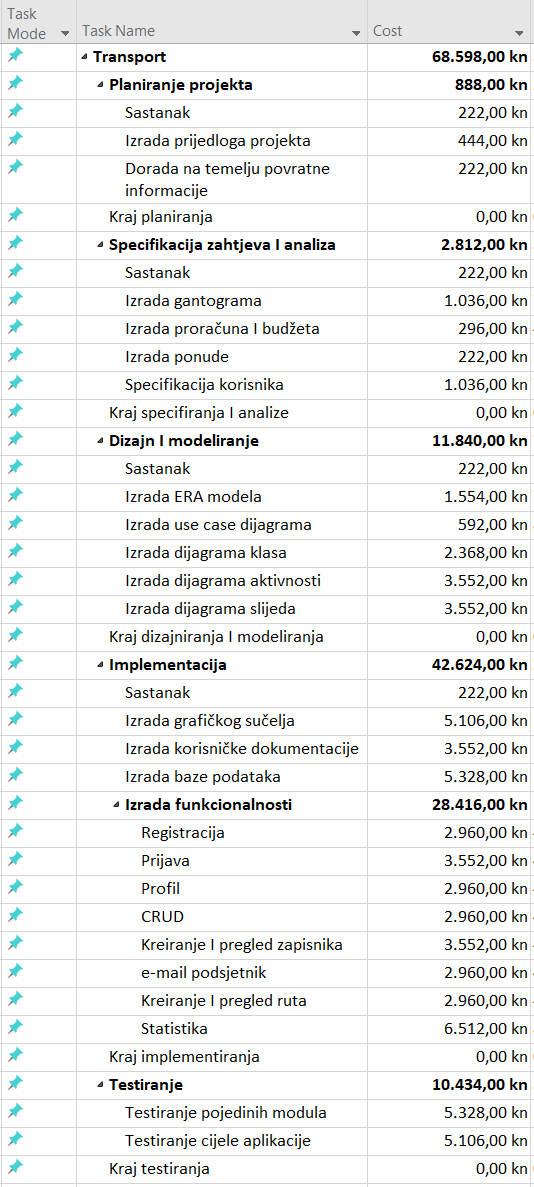 Task Mode Task Name Cost
Transport 68.598,00 kn
Planiranje projekta 888,00 kn
Sastanak 222,00 kn
Izrada prijedloga projekta 444,00 kn
Dorada na temelju povratne 222,00 kn
informacije
Kraj planiranja 0,00 kn
Specifikacija zahtjeva I analiza 2.812,00 kn
Sastanak 222,00 kn
Izrada gantograma 1.036,00 kn
Izrada proračuna I budžeta 296,00 kn
Izrada ponude 222,00 kn
Specifikacija korisnika 1.036,00 kn
Kraj specifiranja I analize 0,00 kn
Dizajn I modeliranje 11.840,00 kn
Sastanak 222,00 kn
Izrada ERA modela 1.554,00 kn
Izrada use case dijagrama 592,00 kn
Izrada dijagrama klasa 2.368,00 kn
Izrada dijagrama aktivnosti 3.552,00 kn
Izrada dijagrama slijeda 3.552,00 kn
Kraj dizajniranja I modeliranja 0,00 kn
Implementacija 42.624,00 kn
Sastanak 222,00 kn
Izrada grafičkog sučelja 5.106,00 kn
Izrada korisničke dokumentacije 3.552,00 kn
Izrada baze podataka 5.328,00 kn
Izrada funkcionalnosti 28.416,00 kn
Registracija 2.960,00 kn
Prijava 3.552,00 kn
Profil 2.960,00 kn
CRUD 2.960,00 kn
Kreiranje I pregled zapisnika 3.552,00 kn
e-mail podsjetnik 2.960,00 kn
Kreiranje I pregled ruta 2.960,00 kn
Statistika 6.512,00 kn
Kraj implementiranja 0,00 kn
Testiranje 10.434,00 kn
Testiranje pojedinih modula 5.328,00 kn
Testiranje cijele aplikacije 5.106,00 kn
Kraj testiranja 0,00 kn